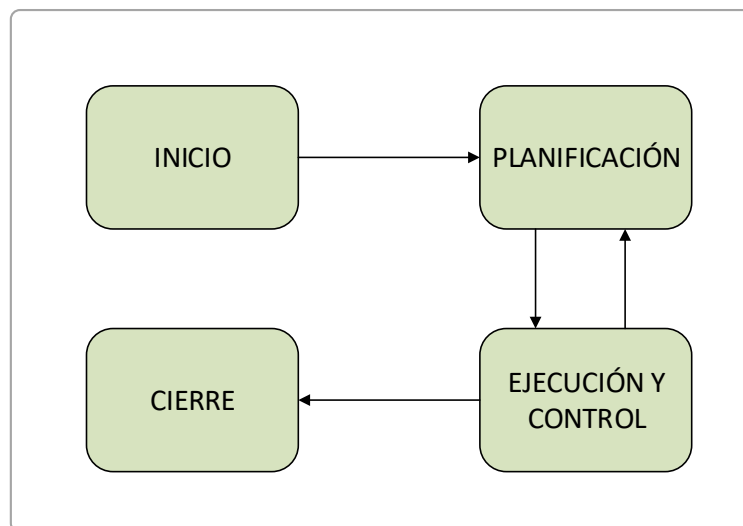 INICIO
PLANIFICACIÓN
CIERRE
EJECUCIÓN Y
CONTROL